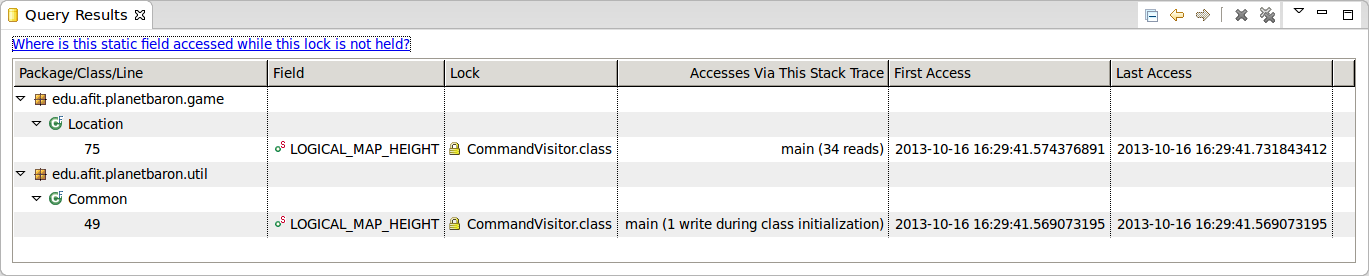 Query Results
Where is this static field accessed while this lock is not held?
Package/Class/Line Field Lock Accesses Via This Stack Trace First Access Last Access
edu.afit.planetbaron.game
Location
75 LOGICAL_MAP_HEIGHT CommandVisitor.class main (34 reads) 2013-10-16 16:29:41.574376891 2013-10-16 16:29:41.731843412
edu.afit.planetbaron.util
Common
49 LOGICAL_MAP_HEIGHT CommandVisitor.class main (1 write during class initialization) 2013-10-16 16:29:41.569073195 2013-10-16 16:29:41.569073195